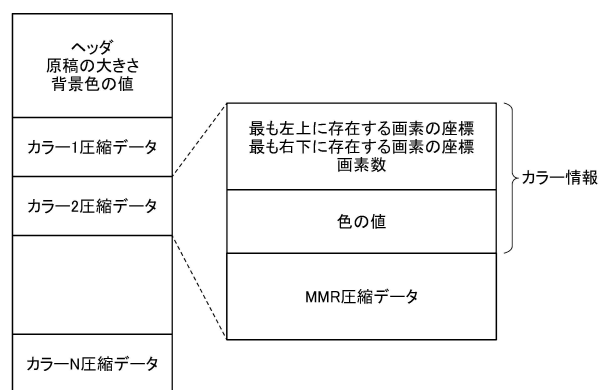 ヘッダ
原稿の大きさ
背景色の値
カラー1圧縮データ
カラー2圧縮データ
カラーN圧縮データ
最も左上に存在する画素の座標
最も右下に存在する画素の座標
画素数
色の値
MMR圧縮データ
カラー情報